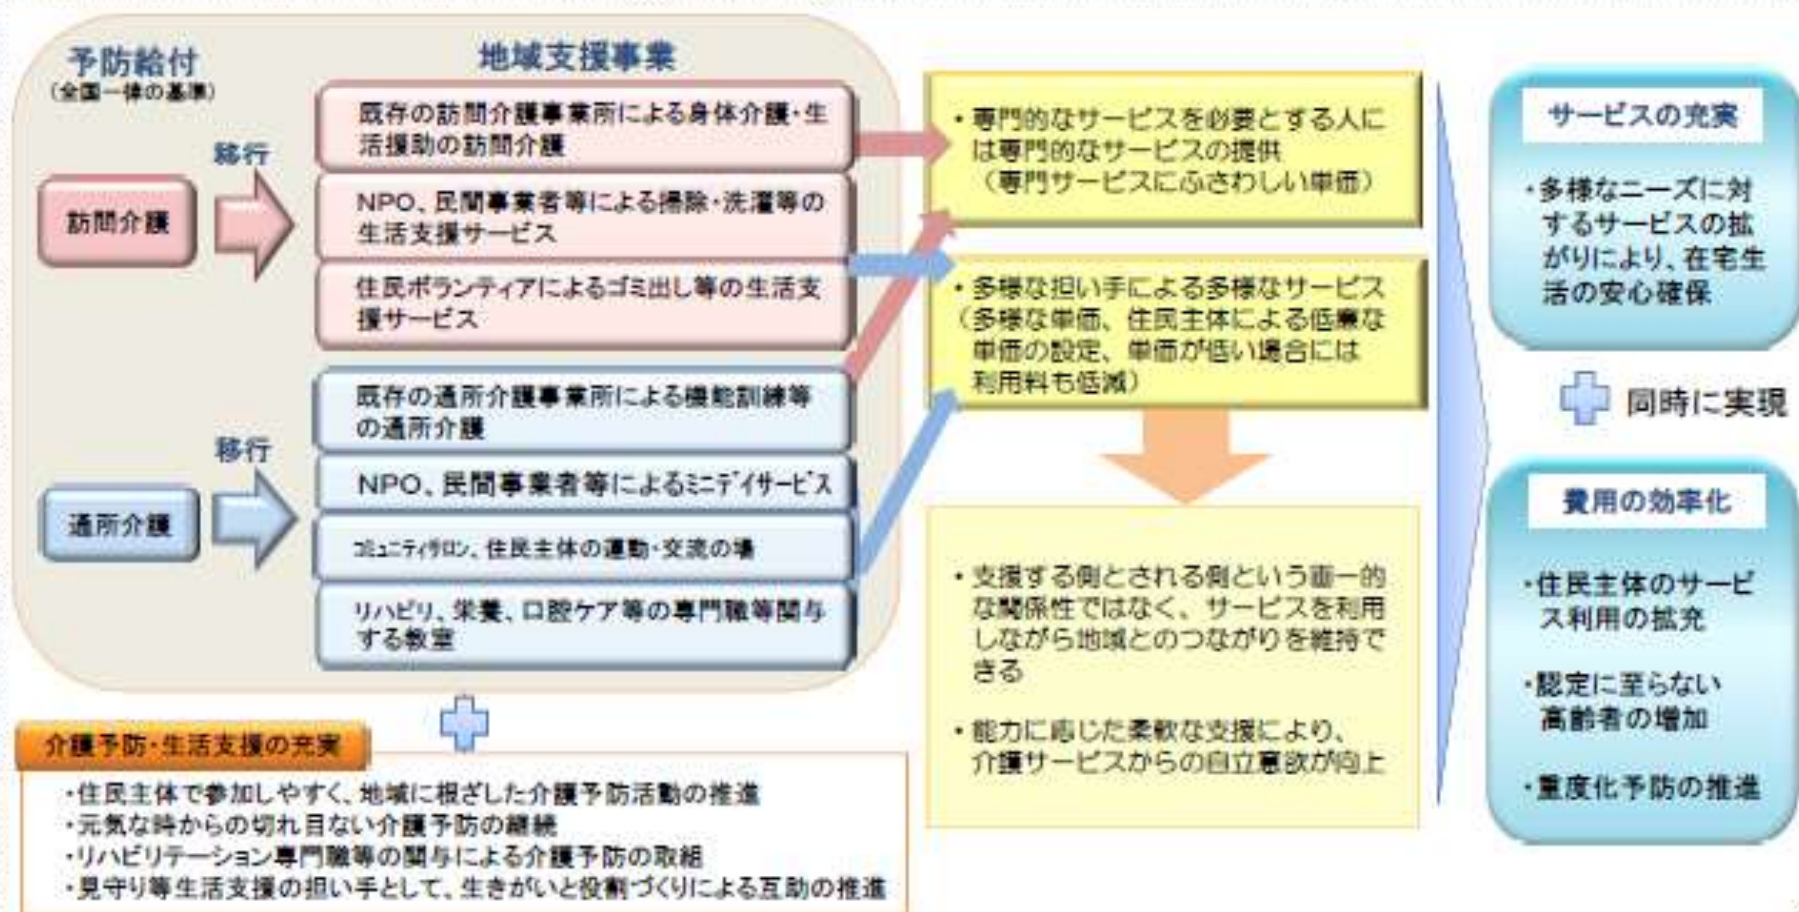 予防給付
(全国一律の基準)
地域支援事業
移行
訪問介護
既存の訪問介護事業所による身体介護・生
活援助の訪問介護
NPO、民間事業者等による掃除・洗濯等の
生活支援サービス
住民ボランティアによるゴミ出し等の生活支
援サービス
移行
通所介護
既存の通所介護事業所による機能訓練等
の通所介護
NPO、民間事業者等によるミニデイサービス
コミュニティサロン、住民主体の運動・交流の場
リハビリ、栄養、口腔ケア等の専門職等関与
する教室
介護予防・生活支援の充実
・住民主体で参加しやすく、地域に根ざした介護予防活動の推進
・元気な時からの切れ目ない介護予防の継続
・リハビリテーション専門職等の関与による介護予防の取組
・見守り等生活支援の担い手として、生きがいと役割づくりによる互助の推進
・専門的なサービスを必要とする人に
は専門的なサービスの提供
（専門サービスにふさわしい単価）
・多様な担い手による多様なサービス
（多様な単価、住民主体による低廉な
単価の設定、単価が低い場合には
利用料も低減）
・支援する側とされる側という画一的
な関係性ではなく、サービスを利用
しながら地域とのつながりを維持で
きる
・能力に応じた柔軟な支援により、
介護サービスからの自立意欲が向上
サービスの充実
・多様なニーズに対
するサービスの拡
がりにより、在宅生
活の安心確保
同時に実現
費用の効率化
・住民主体のサービ
ス利用の拡充
・認定に至らない
高齢者の増加
・重度化予防の推進